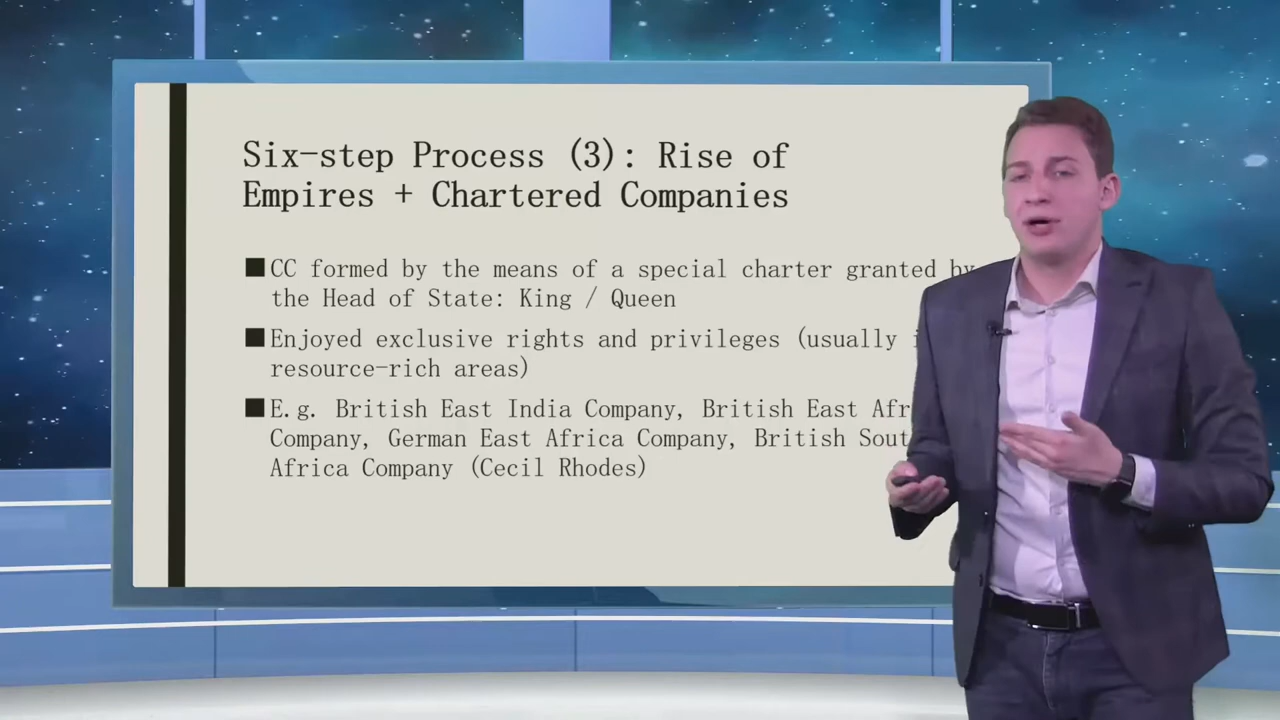 Six-step Process (3): Rise of
Empires + Chartered Companies
CC formed by the means of a special charter granted by
the Head of State: King / Queen
Enjoyed exclusive rights and privileges (usually
resource-rich areas)
E.g. British East India Company, British East
Company, German East Africa Company, British
Africa Company (Cecil Rhodes)